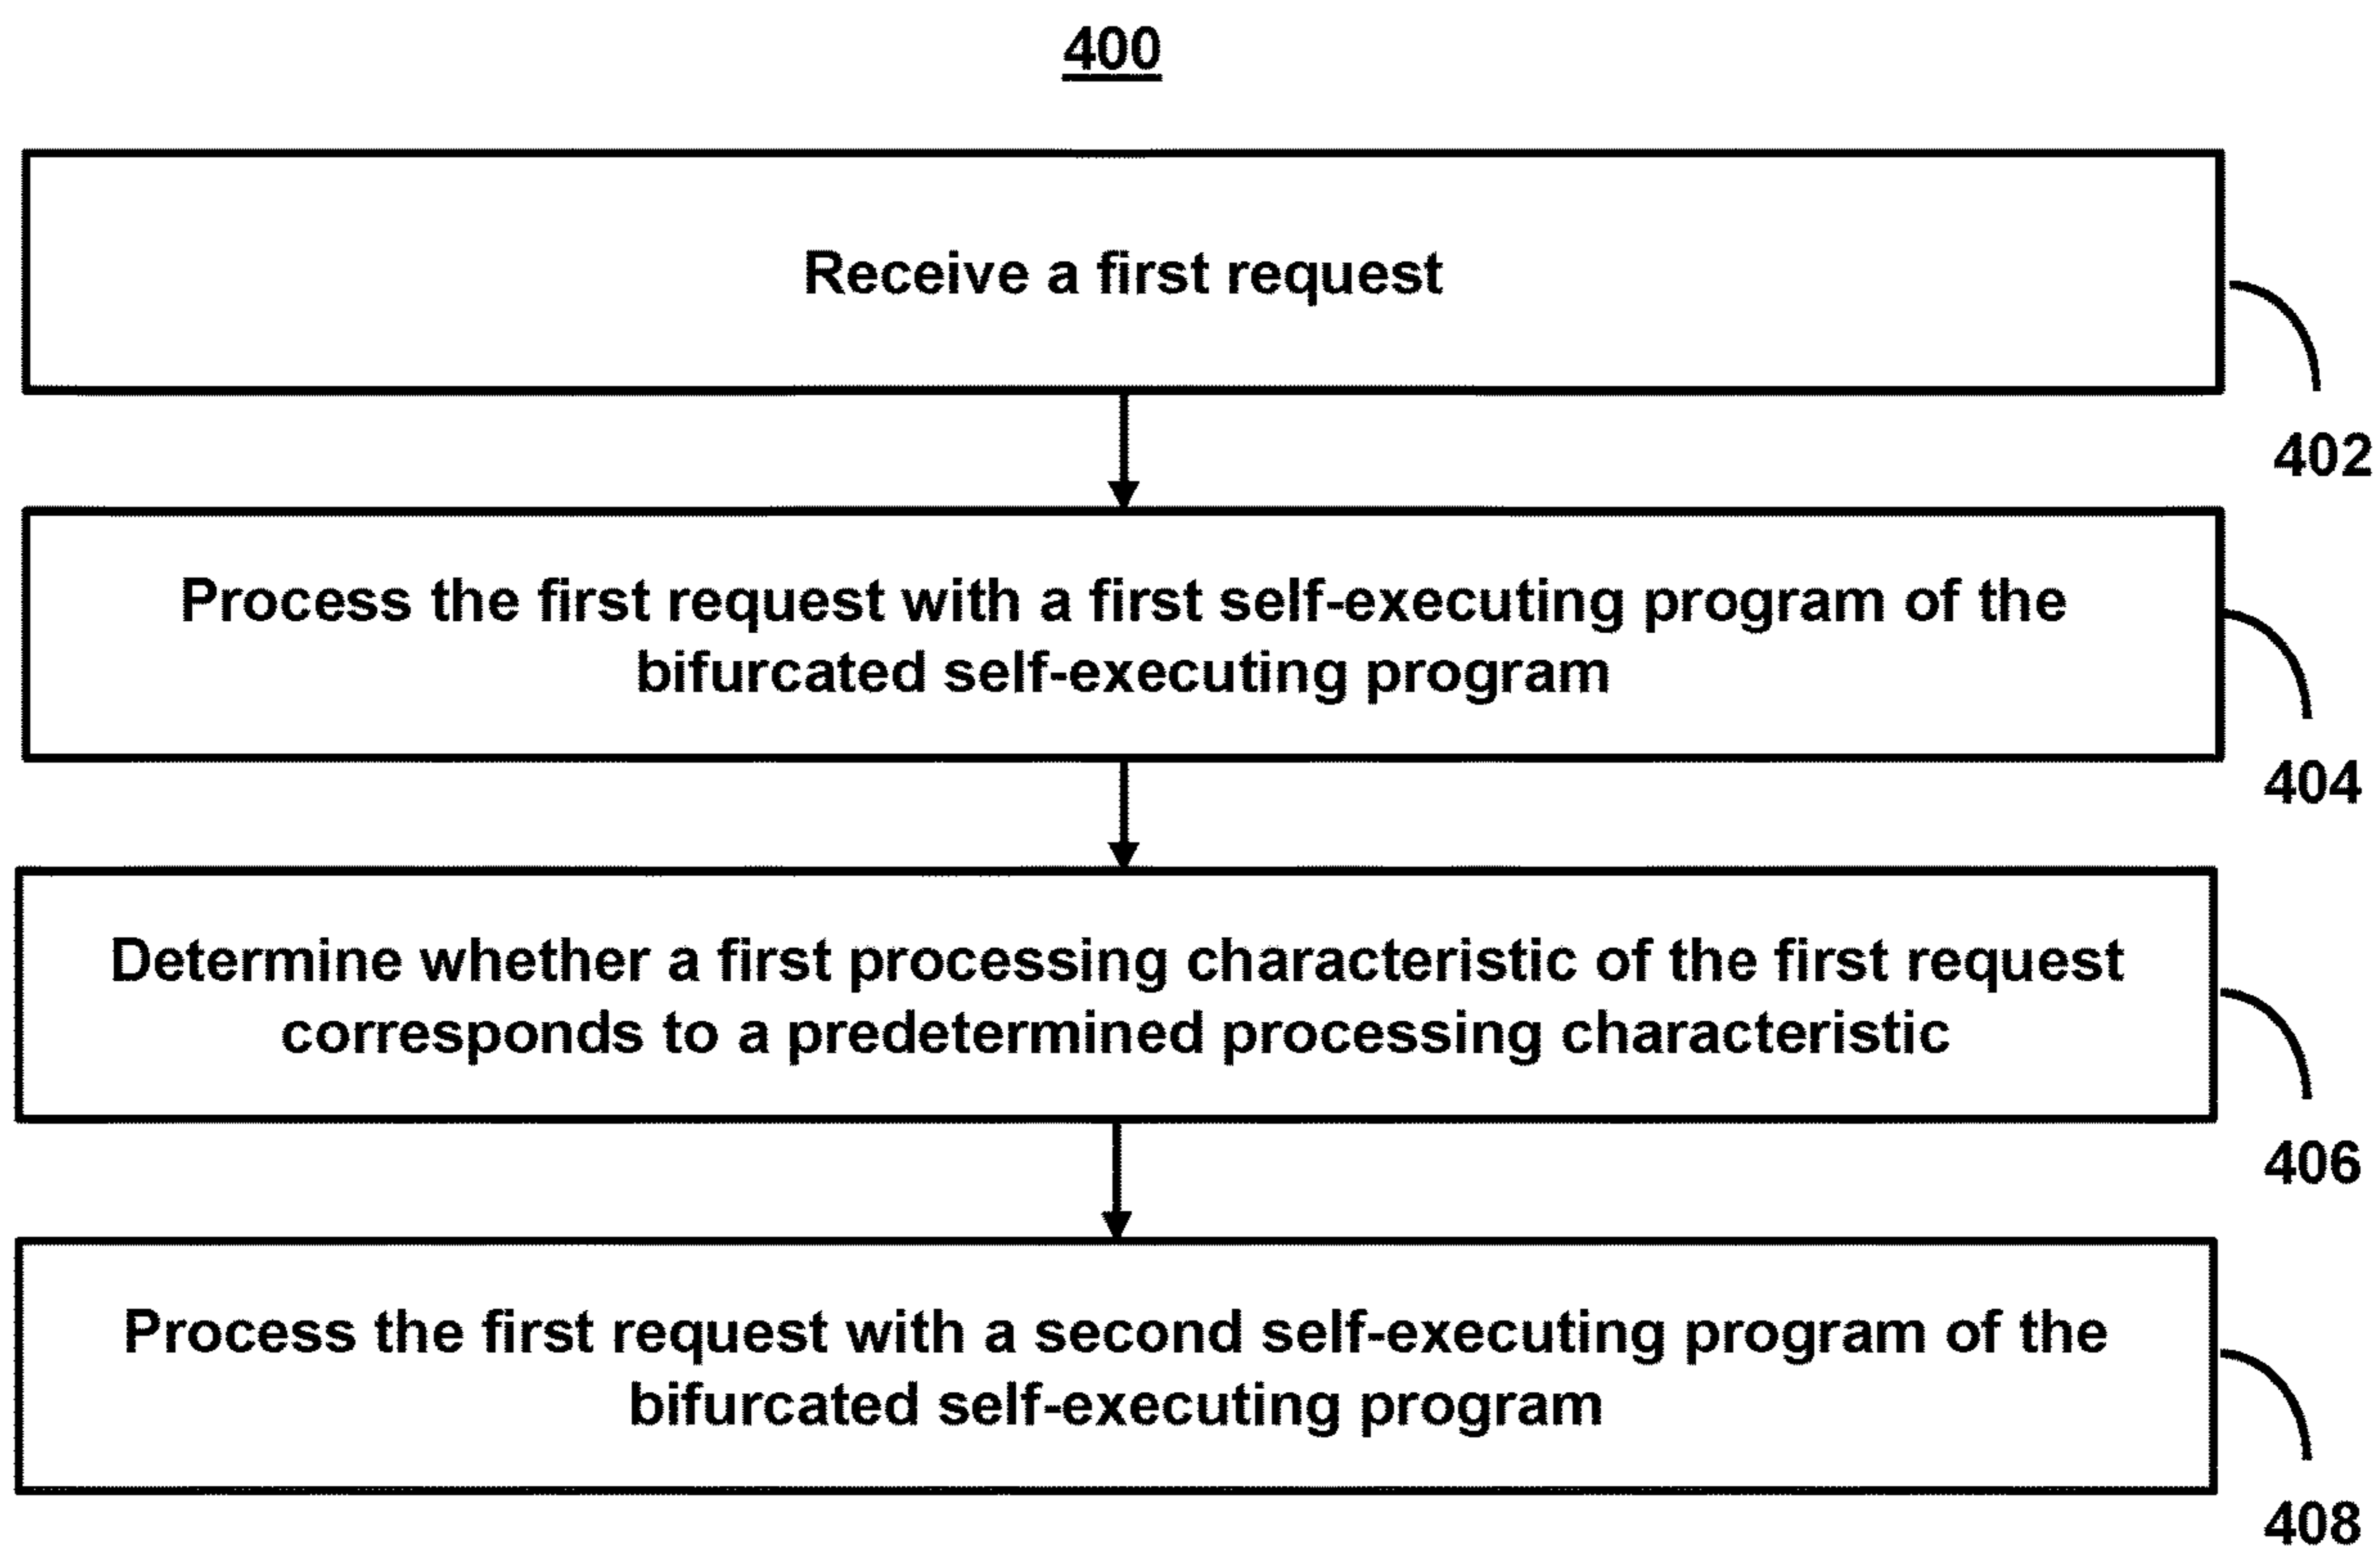 400
Receive a first request
402
Process the first request with a first self-executing program of the
bifurcated self-executing program
404
Determine whether a first processing characteristic of the first request
corresponds to a predetermined processing characteristic
406
Process the first request with a second self-executing program of the
bifurcated self-executing program
408